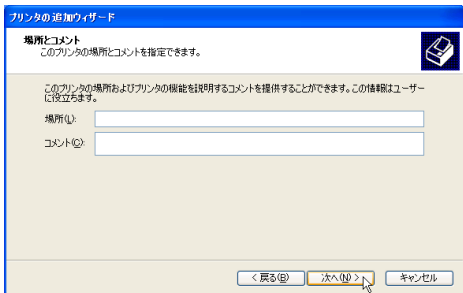 プリンタの追加ウィザード
場所とコメント
このプリンタの場所とコメントを指定できます。
このプリンタの場所およびプリンタの機能を説明するコメントを提供することができます。この情報はユーザー
に役立ちます。
場所(L):
コメント(C):
< 戻る(B)
次へ(N) >
キャンセル